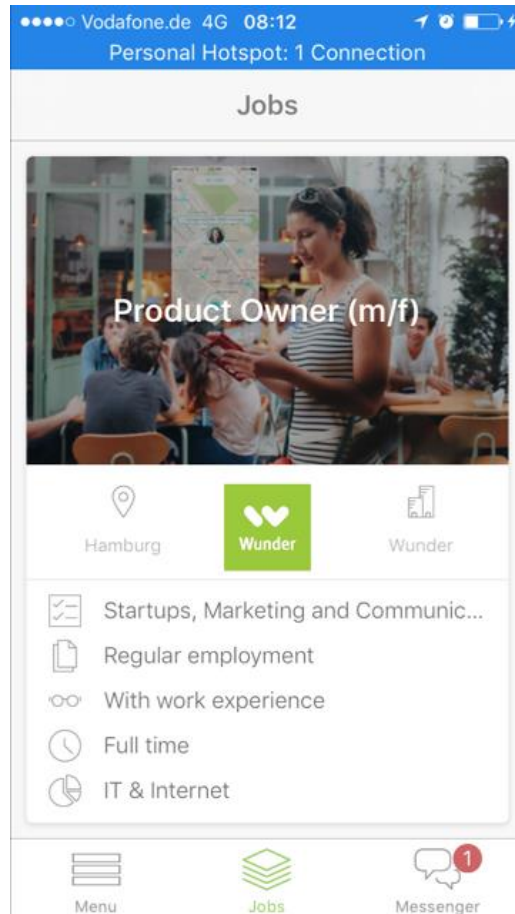 Vodafone.de 4G 08:12
Personal Hotspot: 1 Connection
Jobs
Product Owner (m/f)
Hamburg
Wunder
Wunder
Startups, Marketing and Communic...
Regular employment
With work experience
Full time
IT & Internet
1
Menu
Jobs
Messenger